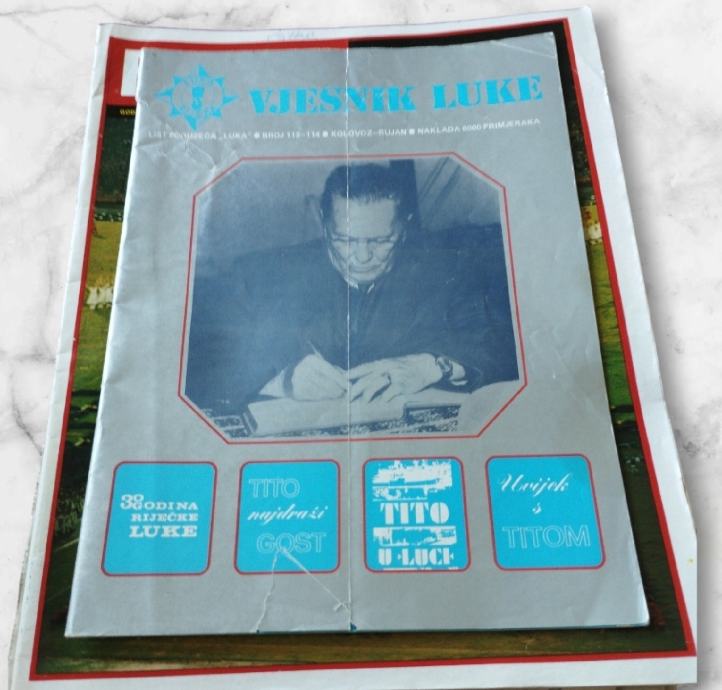 VJESNIK LUKE
LIST PODUZEĆA „LUKA” ● BROJ 113–114 ● KOLOVOZ–RUJAN ● NAKLADA 6000 PRIMJERAKA
30 GODINA
RIJEČKE
LUKE
TITO
najdraži
GOST
TITO
U LUCI
Uvijek
s
TITOM